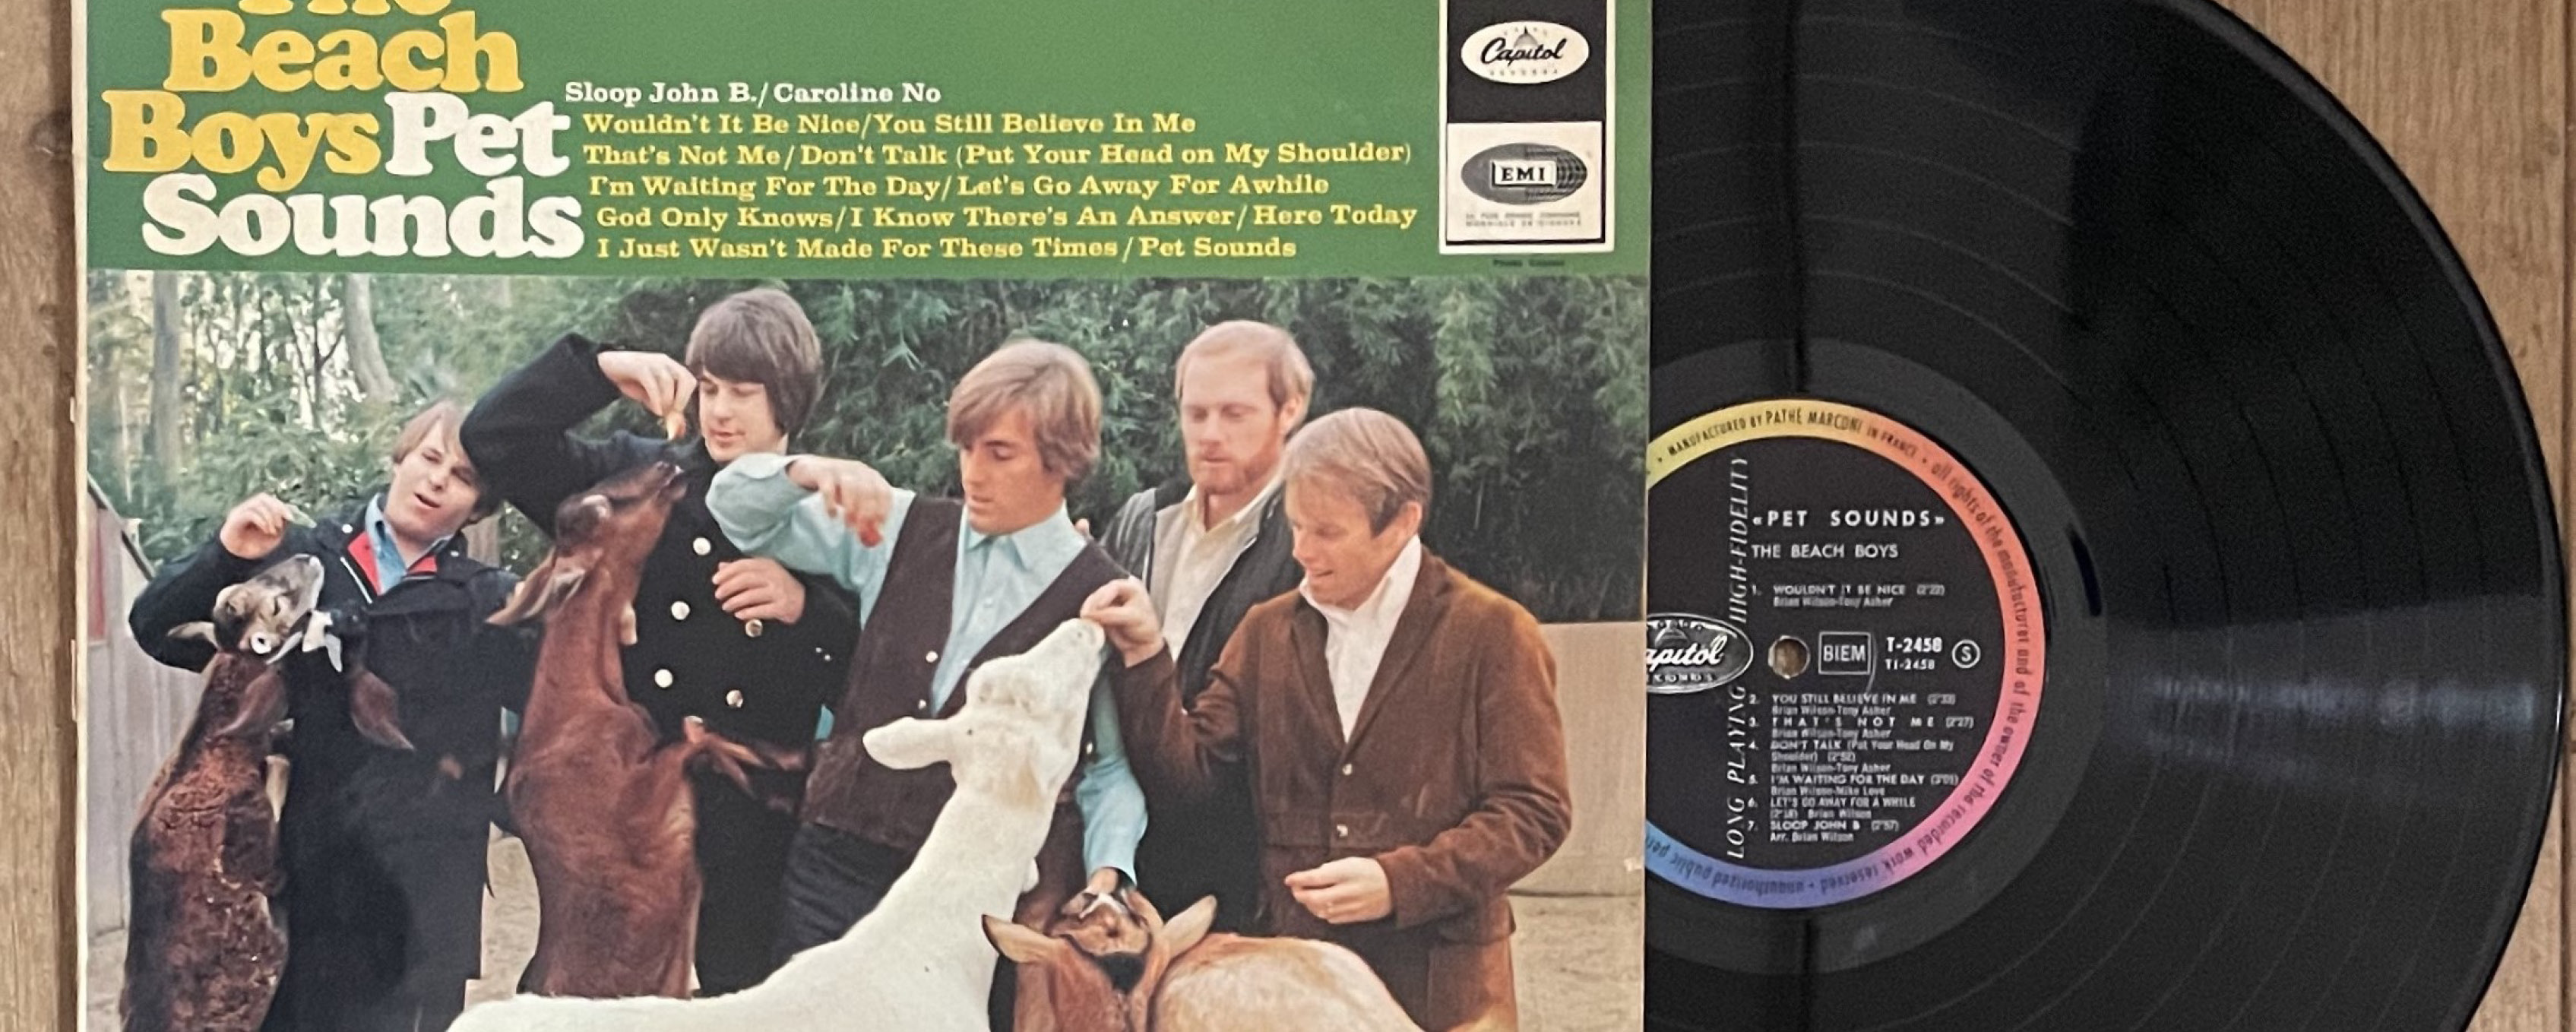 The
Beach
Boys Pet
Sounds
Sloop John B./Caroline No
Wouldn't It Be Nice/You Still Believe In Me
That's Not Me/Don't Talk (Put Your Head on My Shoulder)
I'm Waiting For The Day/Let's Go Away For Awhile
God Only Knows/I Know There's An Answer/Here Today
I Just Wasn't Made For These Times/Pet Sounds
Capitol
RECORDS
EMI
MANUFACTURED BY PATHÉ MARCONI IN FRANCE • all rights of the manufacturer and of the owner of the recorded work reserved • unauthorized public per
LONG PLAYING HIGH-FIDELITY
«PET SOUNDS»
THE BEACH BOYS
1. WOULDN'T IT BE NICE (2'22)
Brian Wilson-Tony Asher
apitol
BIEM
T-2458
T1-2458
S
2. YOU STILL BELIEVE IN ME (2'33)
Brian Wilson-Tony Asher
3. THAT'S NOT ME (2'27)
Brian Wilson-Tony Asher
4. DON'T TALK (Put Your Head On My
Shoulder) (2'52)
Brian Wilson-Tony Asher
5. I'M WAITING FOR THE DAY (3'01)
Brian Wilson-Mike Love
6. LET'S GO AWAY FOR A WHILE
(2'18) Brian Wilson
7. SLOOP JOHN B (2'57)
Arr. Brian Wilson